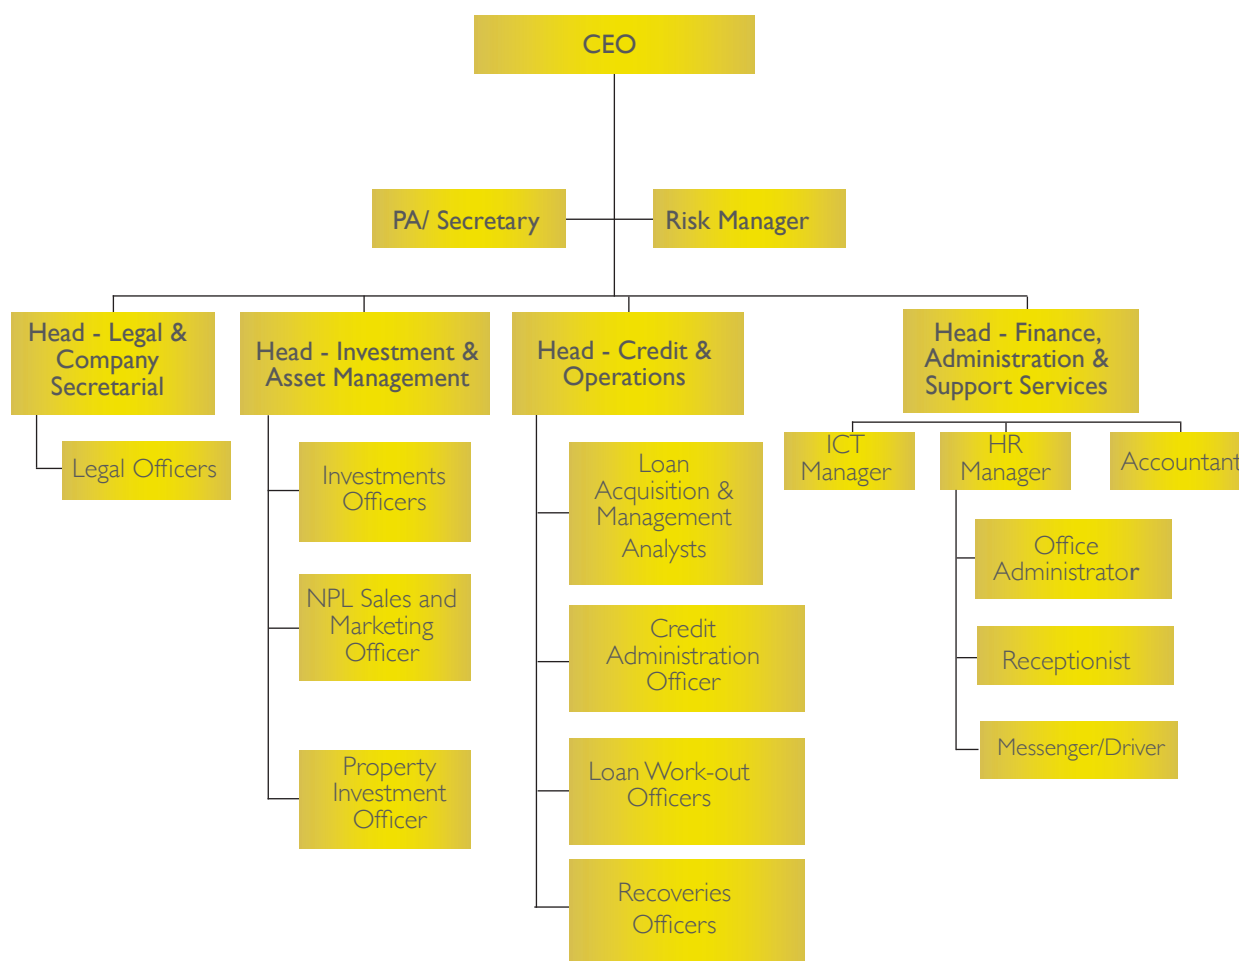 CEO
PA/ Secretary
Risk Manager
Head - Legal &
Company
Secretarial
Legal Officers
Head - Investment &
Asset Management
Investments
Officers
NPL Sales and
Marketing
Officer
Property
Investment
Officer
Head - Credit &
Operations
Loan
Acquisition &
Management
Analysts
Credit
Administration
Officer
Loan Work-out
Officers
Recoveries
Officers
Head - Finance,
Administration &
Support Services
ICT
Manager
HR
Manager
Accountant
Office
Administrator
Receptionist
Messenger/Driver